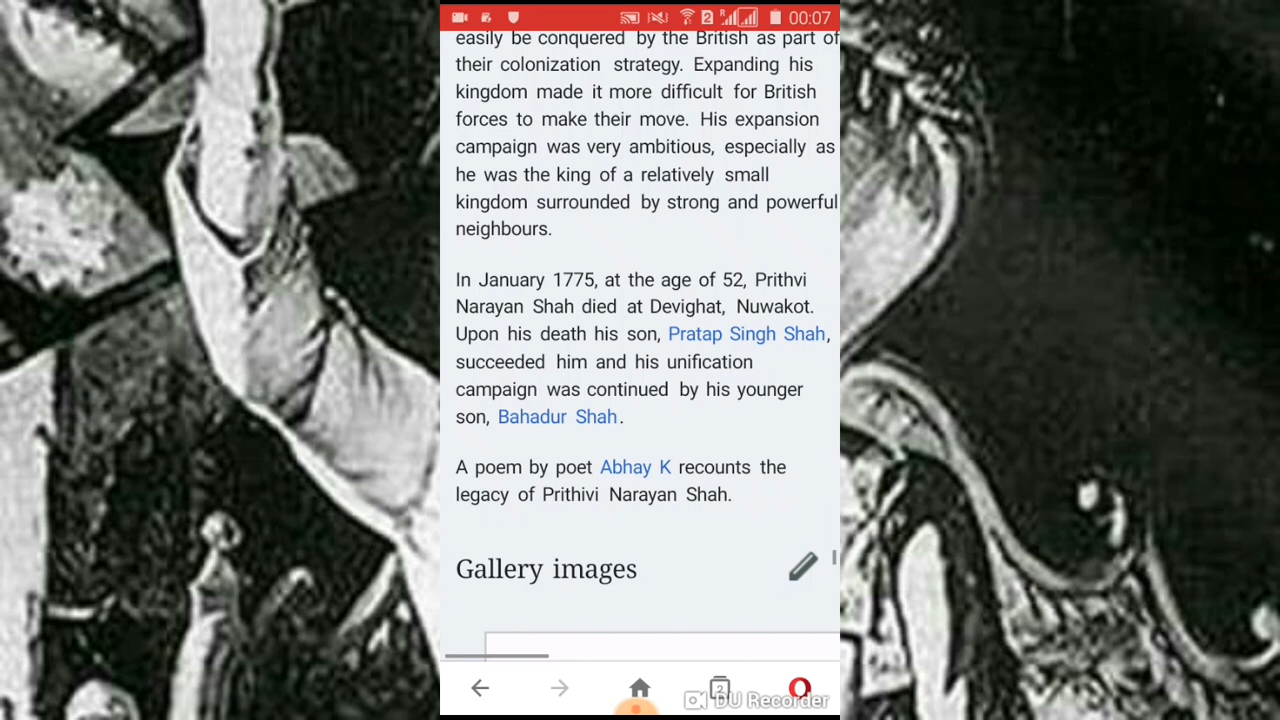 2 R 00:07
easily be conquered by the British as part of
their colonization strategy. Expanding his
kingdom made it more difficult for British
forces to make their move. His expansion
campaign was very ambitious, especially as
he was the king of a relatively small
kingdom surrounded by strong and powerful
neighbours.
In January 1775, at the age of 52, Prithvi
Narayan Shah died at Devighat, Nuwakot.
Upon his death his son, Pratap Singh Shah,
succeeded him and his unification
campaign was continued by his younger
son, Bahadur Shah.
A poem by poet Abhay K recounts the
legacy of Prithivi Narayan Shah.
Gallery images
2
DU Recorder